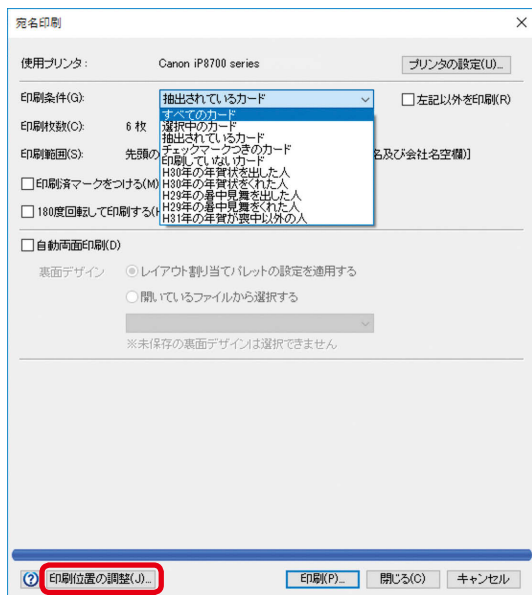 宛名印刷
使用プリンタ: Canon iP8700 series プリンタの設定(U)...
印刷条件(G): 抽出されているカード 左記以外を印刷(R)
すべてのカード
選択中のカード
抽出されているカード
チェックマークつきのカード
印刷していないカード
H30年の年賀状を出した人
H30年の年賀状をくれた人
H29年の暑中見舞を出した人
H29年の暑中見舞をくれた人
H31年の年賀が喪中以外の人
印刷枚数(C): 6 枚
印刷範囲(S): 先頭の 名及び会社名空欄)]
印刷済マークをつける(M)
180度回転して印刷する(
自動両面印刷(D)
裏面デザイン レイアウト割り当てパレットの設定を適用する
開いているファイルから選択する
※未保存の裏面デザインは選択できません
印刷位置の調整(J)... 印刷(P)... 閉じる(C) キャンセル